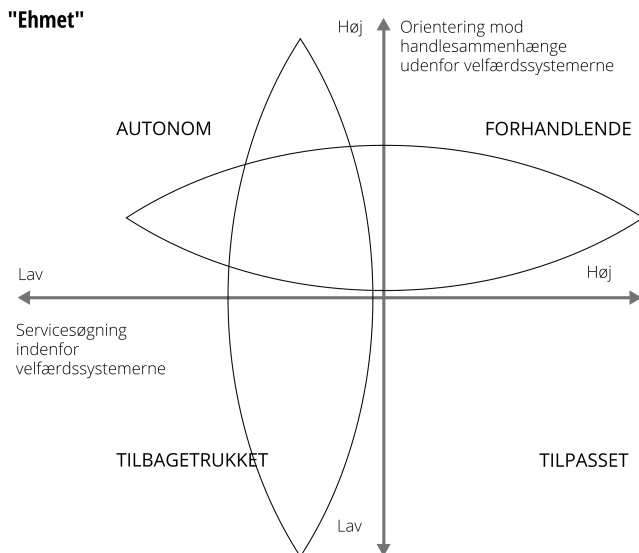 "Ehmet"
Høj
Orientering mod
handlesammenhænge
udenfor velfærdssystemerne
AUTONOM
FORHANDLENDE
Lav
Høj
Servicesøgning
indenfor
velfærdssystemerne
TILBAGETRUKKET
TILPASSET
Lav